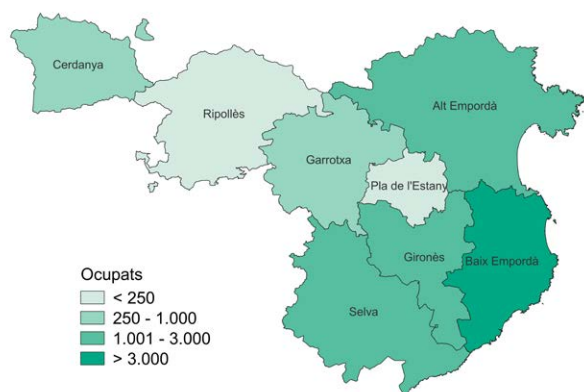 Cerdanya
Ripollès
Alt Empordà
Garrotxa
Pla de l'Estany
Gironès
Baix Empordà
Selva
Ocupats
< 250
250 - 1.000
1.001 - 3.000
> 3.000